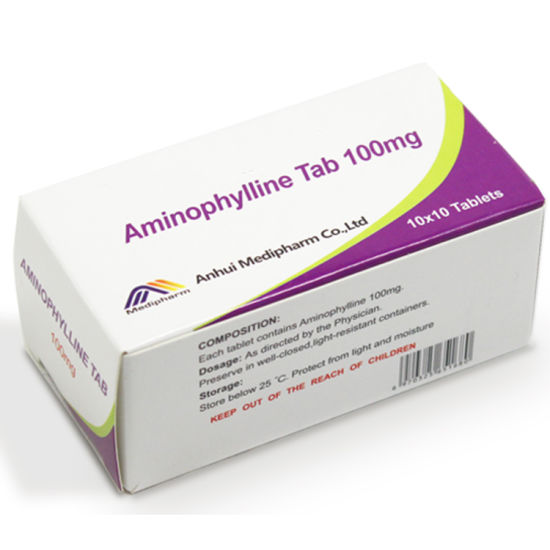 Aminophylline Tab 100mg
10x10 Tablets
Medipharm
Anhui Medipharm Co.,Ltd
AMINOPHYLLINE TAB
100mg
COMPOSITION:
Each tablet contains Aminophylline 100mg.
Dosage: As directed by the Physician.
Preserve in well-closed,light-resistant containers.
Storage:
Store below 25 °C. Protect from light and moisture
KEEP OUT OF THE REACH OF CHILDREN